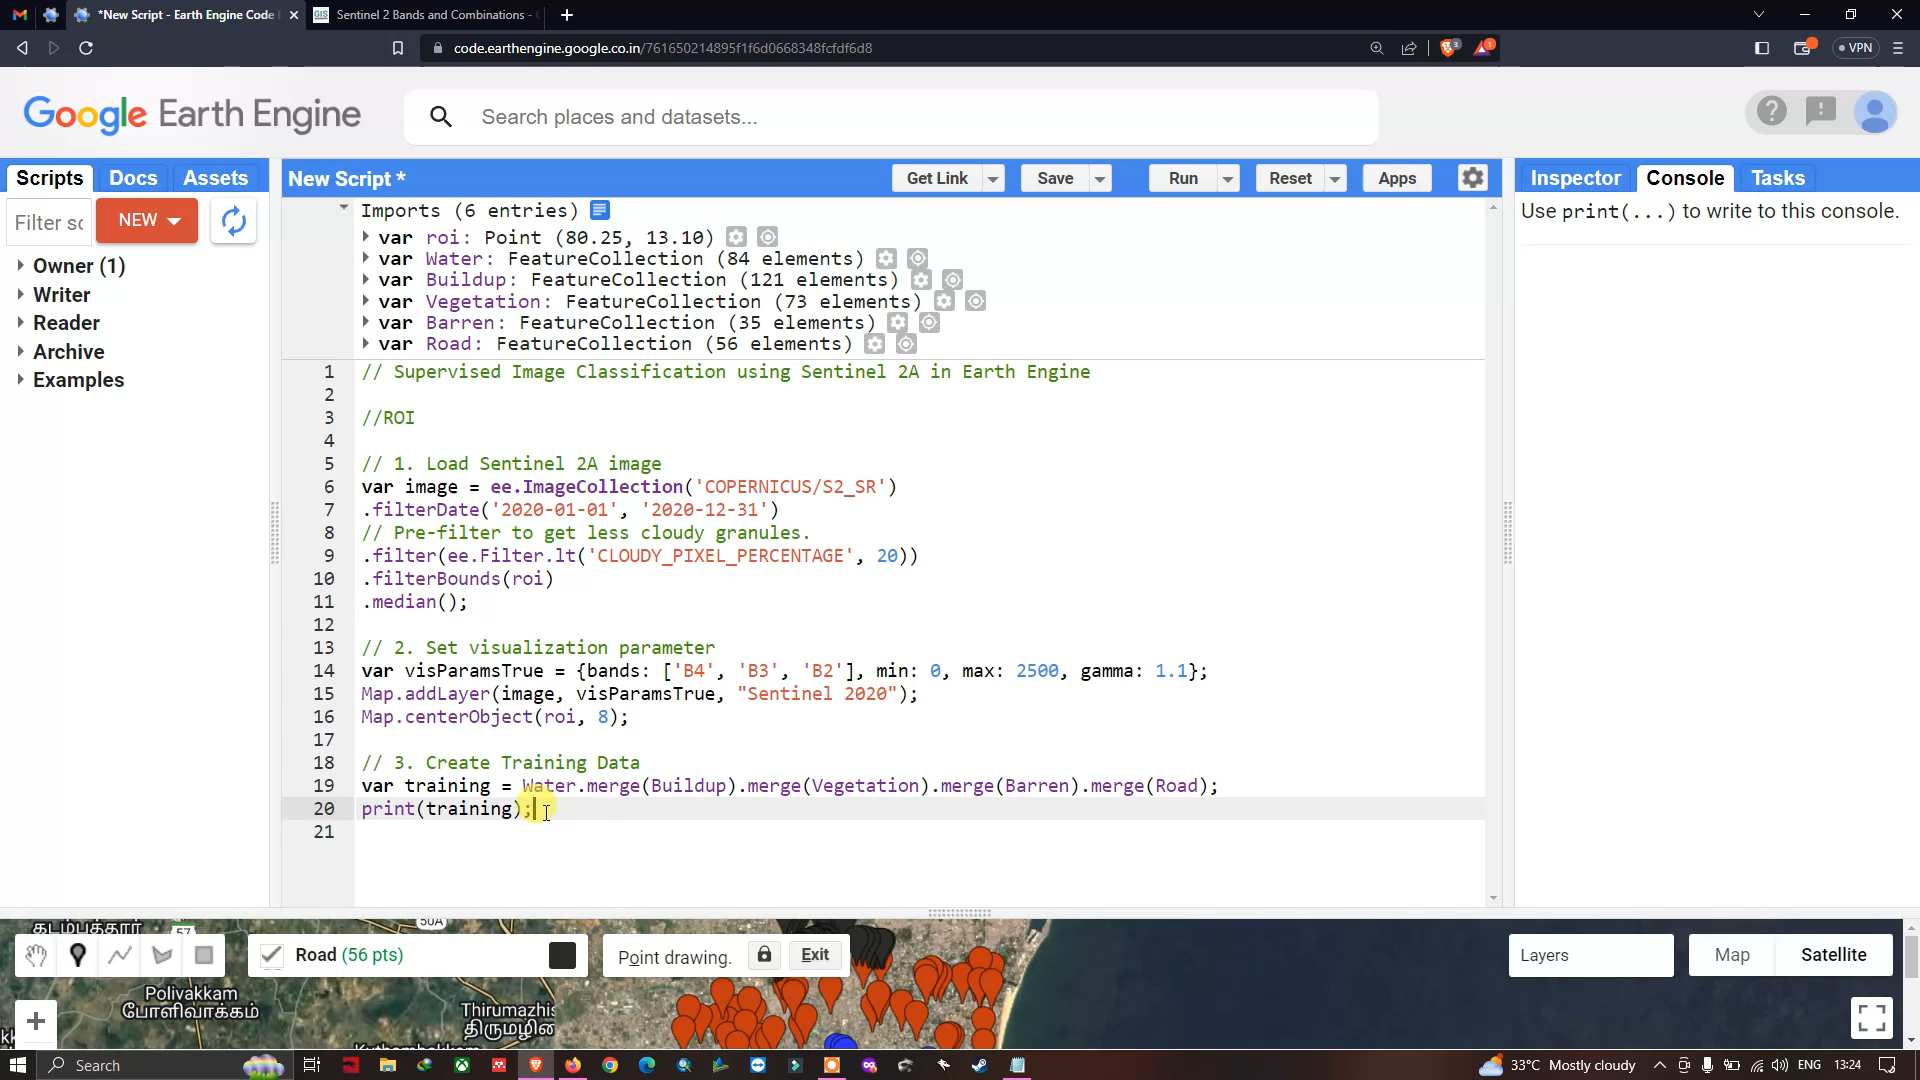 *New Script - Earth Engine Code
Sentinel 2 Bands and Combinations -
code.earthengine.google.co.in/761650214895f1f6d0668348fcfdf6d8
VPN
Google Earth Engine
Search places and datasets...
Scripts
Docs
Assets
New Script *
Get Link
Save
Run
Reset
Apps
Inspector
Console
Tasks
Filter sc
NEW
Owner (1)
Writer
Reader
Archive
Examples
Imports (6 entries)
var roi: Point (80.25, 13.10)
var Water: FeatureCollection (84 elements)
var Buildup: FeatureCollection (121 elements)
var Vegetation: FeatureCollection (73 elements)
var Barren: FeatureCollection (35 elements)
var Road: FeatureCollection (56 elements)
1 // Supervised Image Classification using Sentinel 2A in Earth Engine
2
3 //ROI
4
5 // 1. Load Sentinel 2A image
6 var image = ee.ImageCollection('COPERNICUS/S2_SR')
7 .filterDate('2020-01-01', '2020-12-31')
8 // Pre-filter to get less cloudy granules.
9 .filter(ee.Filter.lt('CLOUDY_PIXEL_PERCENTAGE', 20))
10 .filterBounds(roi)
11 .median();
12
13 // 2. Set visualization parameter
14 var visParamsTrue = {bands: ['B4', 'B3', 'B2'], min: 0, max: 2500, gamma: 1.1};
15 Map.addLayer(image, visParamsTrue, "Sentinel 2020");
16 Map.centerObject(roi, 8);
17
18 // 3. Create Training Data
19 var training = Water.merge(Buildup).merge(Vegetation).merge(Barren).merge(Road);
20 print(training);
21
Use print(...) to write to this console.
50A
57
Road (56 pts)
Point drawing.
Exit
Layers
Map
Satellite
Polivakkam
போளிவாக்கம்
Thirumazhis
திருமழிசை
Search
33°C Mostly cloudy
ENG
13:24